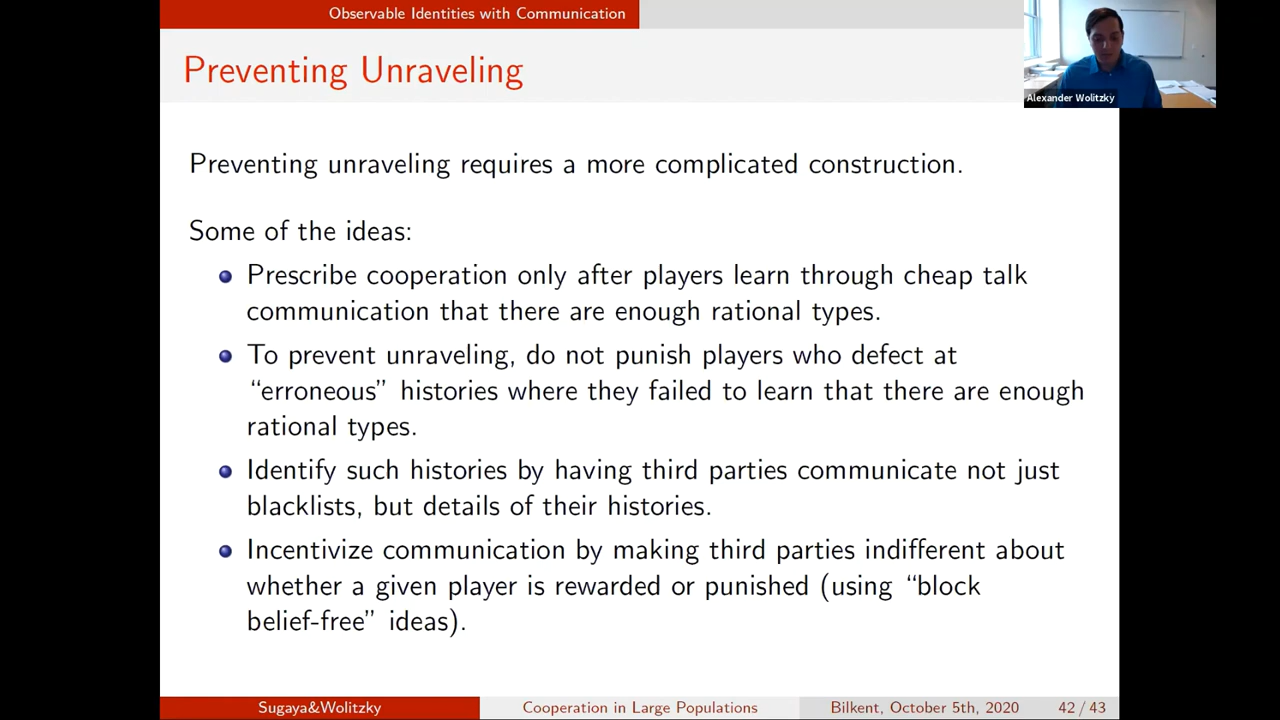 Observable Identities with Communication
Preventing Unraveling
Alexander Wolitzky
Preventing unraveling requires a more complicated construction.
Some of the ideas:
Prescribe cooperation only after players learn through cheap talk
communication that there are enough rational types.
To prevent unraveling, do not punish players who defect at
“erroneous” histories where they failed to learn that there are enough
rational types.
Identify such histories by having third parties communicate not just
blacklists, but details of their histories.
Incentivize communication by making third parties indifferent about
whether a given player is rewarded or punished (using “block
belief-free” ideas).
Sugaya&Wolitzky
Cooperation in Large Populations
Bilkent, October 5th, 2020
42 / 43